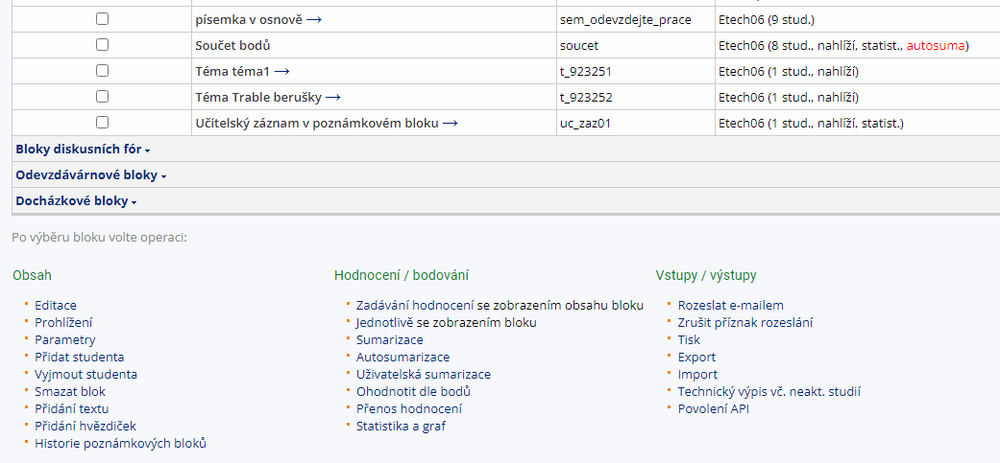 písemka v osnově → sem_odevzdejte_prace Etech06 (9 stud.)
Součet bodů soucet Etech06 (8 stud., nahlíží, statist., autosuma)
Téma téma1 → t_923251 Etech06 (1 stud., nahlíží)
Téma Trable berušky → t_923252 Etech06 (1 stud., nahlíží)
Učitelský záznam v poznámkovém bloku → uc_zaz01 Etech06 (1 stud., nahlíží, statist.)
Bloky diskusních fór
Odevzdávárnové bloky
Docházkové bloky
Po výběru bloku volte operaci:
Obsah
Editace
Prohlížení
Parametry
Přidat studenta
Vyjmout studenta
Smazat blok
Přidání textu
Přidání hvězdiček
Historie poznámkových bloků
Hodnocení / bodování
Zadávání hodnocení se zobrazením obsahu bloku
Jednotlivě se zobrazením bloku
Sumarizace
Autosumarizace
Uživatelská sumarizace
Ohodnotit dle bodů
Přenos hodnocení
Statistika a graf
Vstupy / výstupy
Rozeslat e-mailem
Zrušit příznak rozeslání
Tisk
Export
Import
Technický výpis vč. neakt. studií
Povolení API